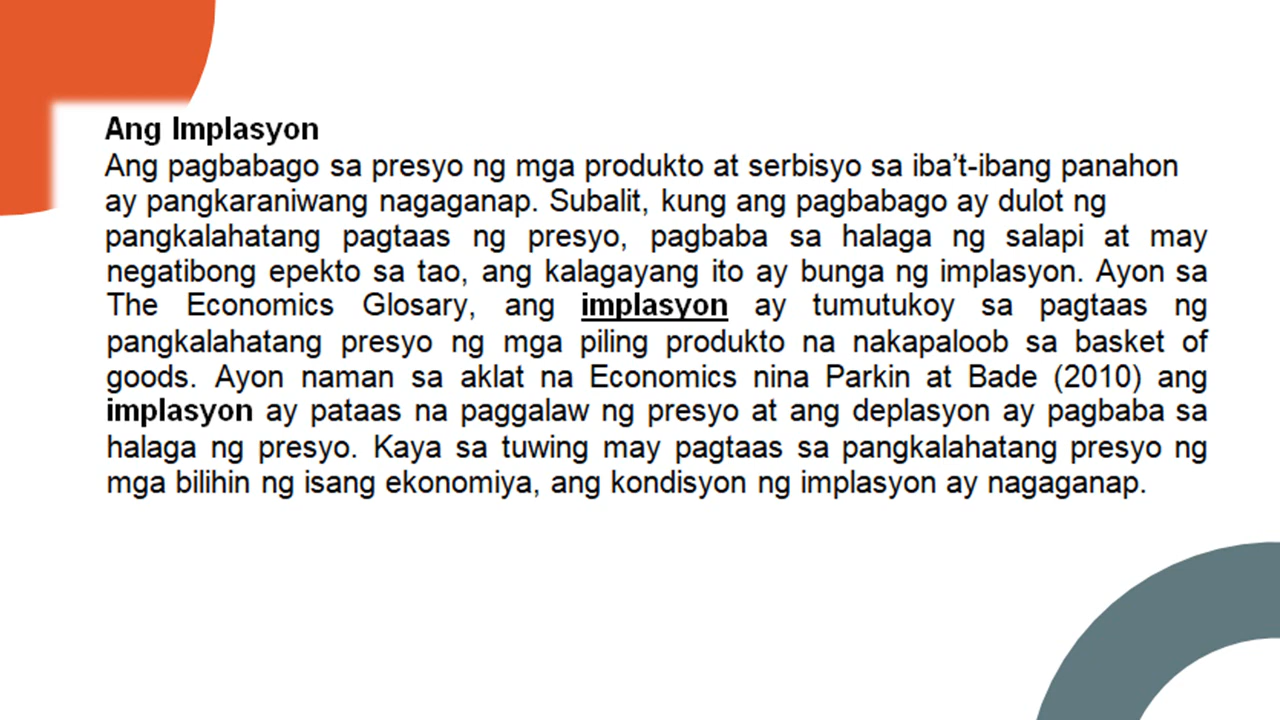 Ang Implasyon
Ang pagbabago sa presyo ng mga produkto at serbisyo sa iba’t-ibang panahon
ay pangkaraniwang nagaganap. Subalit, kung ang pagbabago ay dulot ng
pangkalahatang pagtaas ng presyo, pagbaba sa halaga ng salapi at may
negatibong epekto sa tao, ang kalagayang ito ay bunga ng implasyon. Ayon sa
The Economics Glosary, ang implasyon ay tumutukoy sa pagtaas ng
pangkalahatang presyo ng mga piling produkto na nakapaloob sa basket of
goods. Ayon naman sa aklat na Economics nina Parkin at Bade (2010) ang
implasyon ay pataas na paggalaw ng presyo at ang deplasyon ay pagbaba sa
halaga ng presyo. Kaya sa tuwing may pagtaas sa pangkalahatang presyo ng
mga bilihin ng isang ekonomiya, ang kondisyon ng implasyon ay nagaganap.